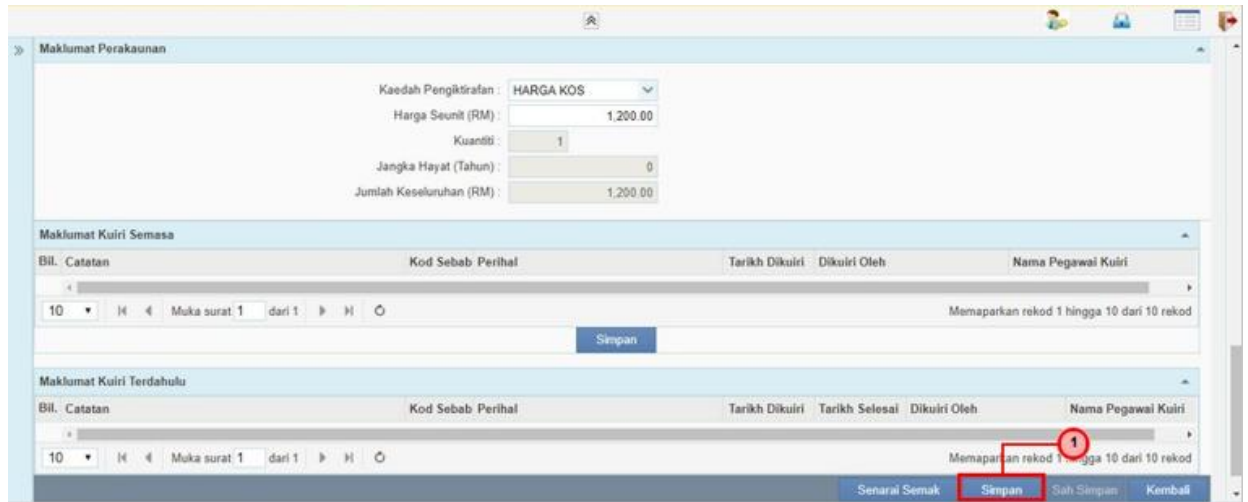 Maklumat Perakaunan
Kaedah Pengiktirafan : HARGA KOS
Harga Seunit (RM) : 1,200.00
Kuantiti : 1
Jangka Hayat (Tahun) : 0
Jumlah Keseluruhan (RM) : 1,200.00
Maklumat Kuiri Semasa
Bil. Catatan Kod Sebab Perihal Tarikh Dikuiri Dikuiri Oleh Nama Pegawai Kuiri
10 Muka surat 1 dari 1 Memaparkan rekod 1 hingga 10 dari 10 rekod
Simpan
Maklumat Kuiri Terdahulu
Bil. Catatan Kod Sebab Perihal Tarikh Dikuiri Tarikh Selesai Dikuiri Oleh Nama Pegawai Kuiri
1
10 Muka surat 1 dari 1 Memaparkan rekod 1 hingga 10 dari 10 rekod
Senarai Semak Simpan Sah Simpan Kembali